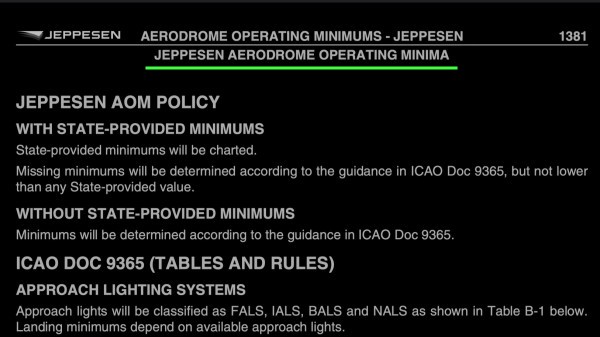 JEPPESEN AERODROME OPERATING MINIMUMS - JEPPESEN 1381
JEPPESEN AERODROME OPERATING MINIMA
JEPPESEN AOM POLICY
WITH STATE-PROVIDED MINIMUMS
State-provided minimums will be charted.
Missing minimums will be determined according to the guidance in ICAO Doc 9365, but not lower
than any State-provided value.
WITHOUT STATE-PROVIDED MINIMUMS
Minimums will be determined according to the guidance in ICAO Doc 9365.
ICAO DOC 9365 (TABLES AND RULES)
APPROACH LIGHTING SYSTEMS
Approach lights will be classified as FALS, IALS, BALS and NALS as shown in Table B-1 below.
Landing minimums depend on available approach lights.